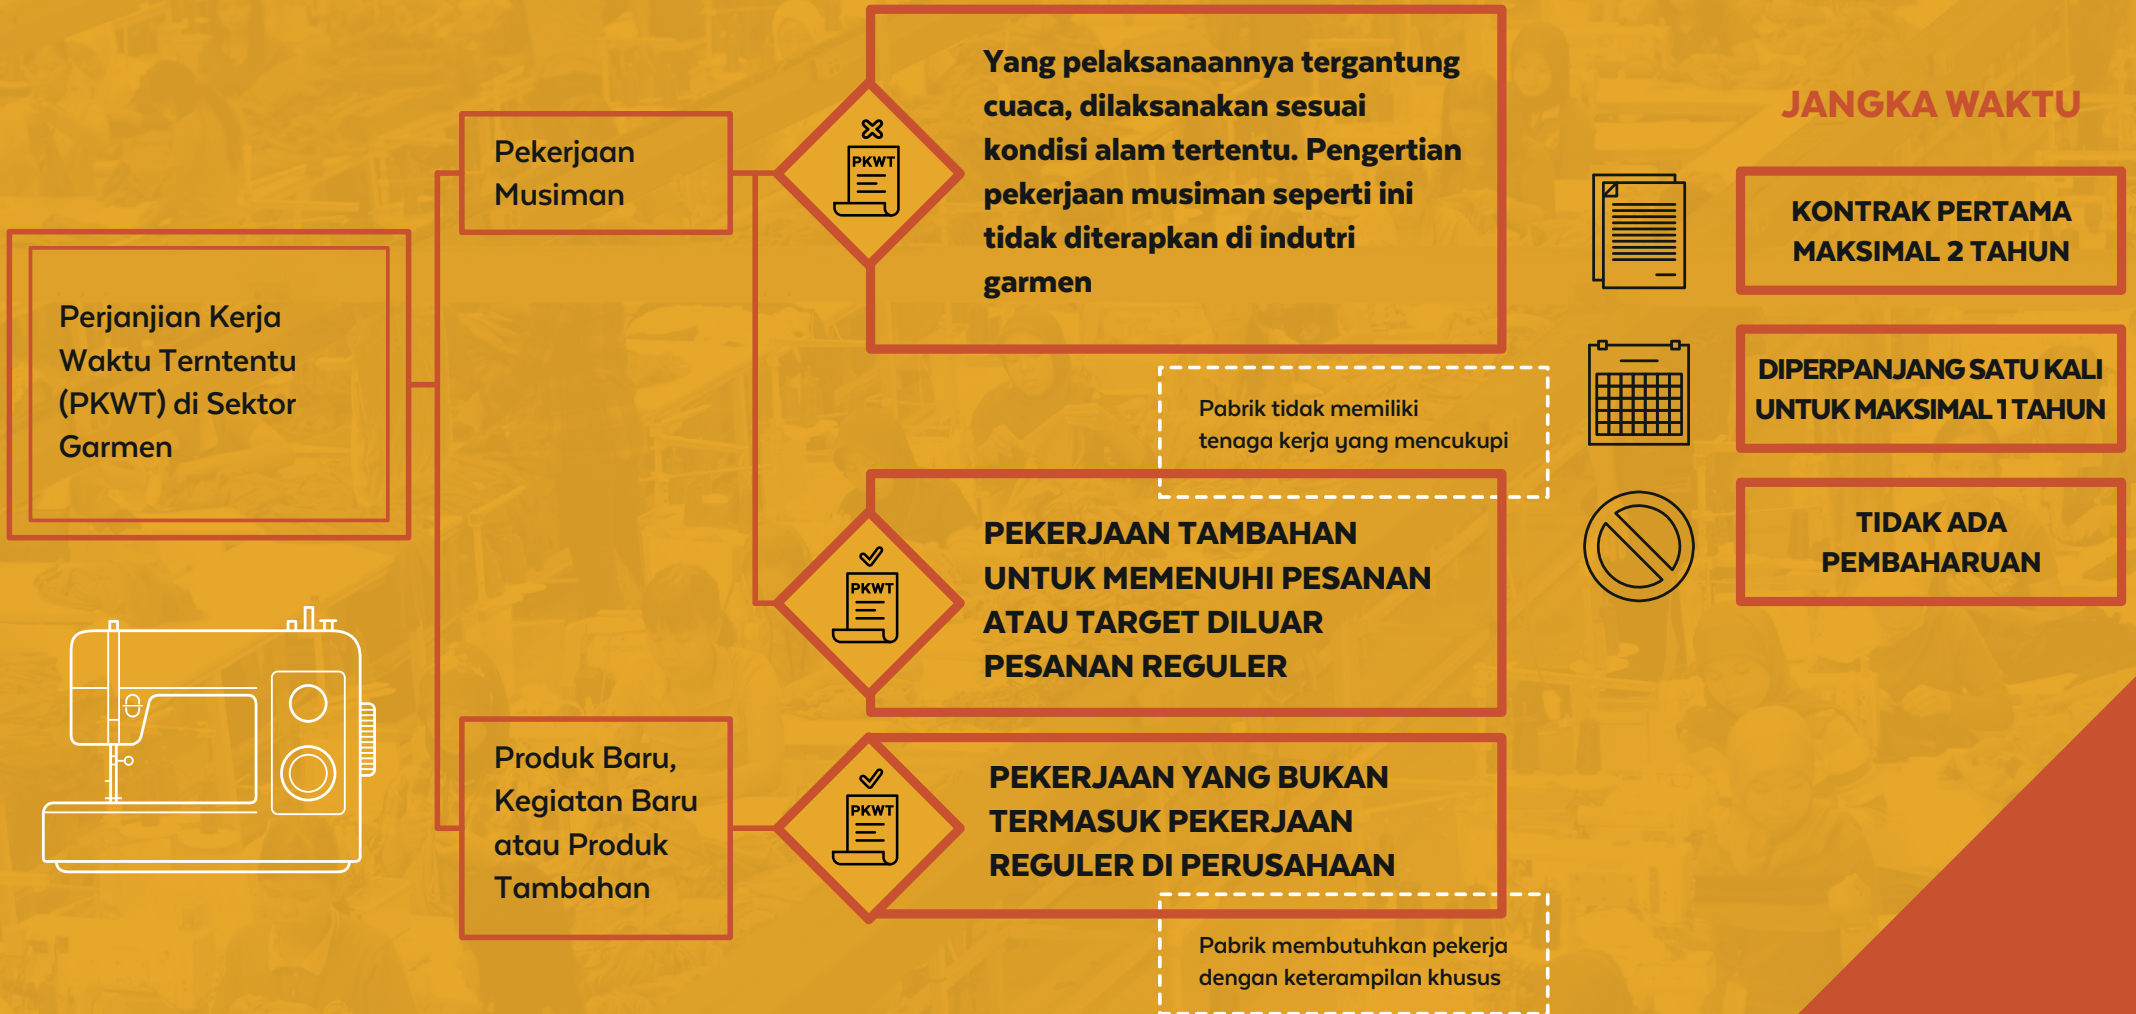 Perjanjian Kerja
Waktu Terntentu
(PKWT) di Sektor
Garmen
Pekerjaan
Musiman
PKWT
Yang pelaksanaannya tergantung
cuaca, dilaksanakan sesuai
kondisi alam tertentu. Pengertian
pekerjaan musiman seperti ini
tidak diterapkan di indutri
garmen
Pabrik tidak memiliki
tenaga kerja yang mencukupi
PKWT
PEKERJAAN TAMBAHAN
UNTUK MEMENUHI PESANAN
ATAU TARGET DILUAR
PESANAN REGULER
Produk Baru,
Kegiatan Baru
atau Produk
Tambahan
PKWT
PEKERJAAN YANG BUKAN
TERMASUK PEKERJAAN
REGULER DI PERUSAHAAN
Pabrik membutuhkan pekerja
dengan keterampilan khusus
JANGKA WAKTU
KONTRAK PERTAMA
MAKSIMAL 2 TAHUN
DIPERPANJANG SATU KALI
UNTUK MAKSIMAL 1 TAHUN
TIDAK ADA
PEMBAHARUAN